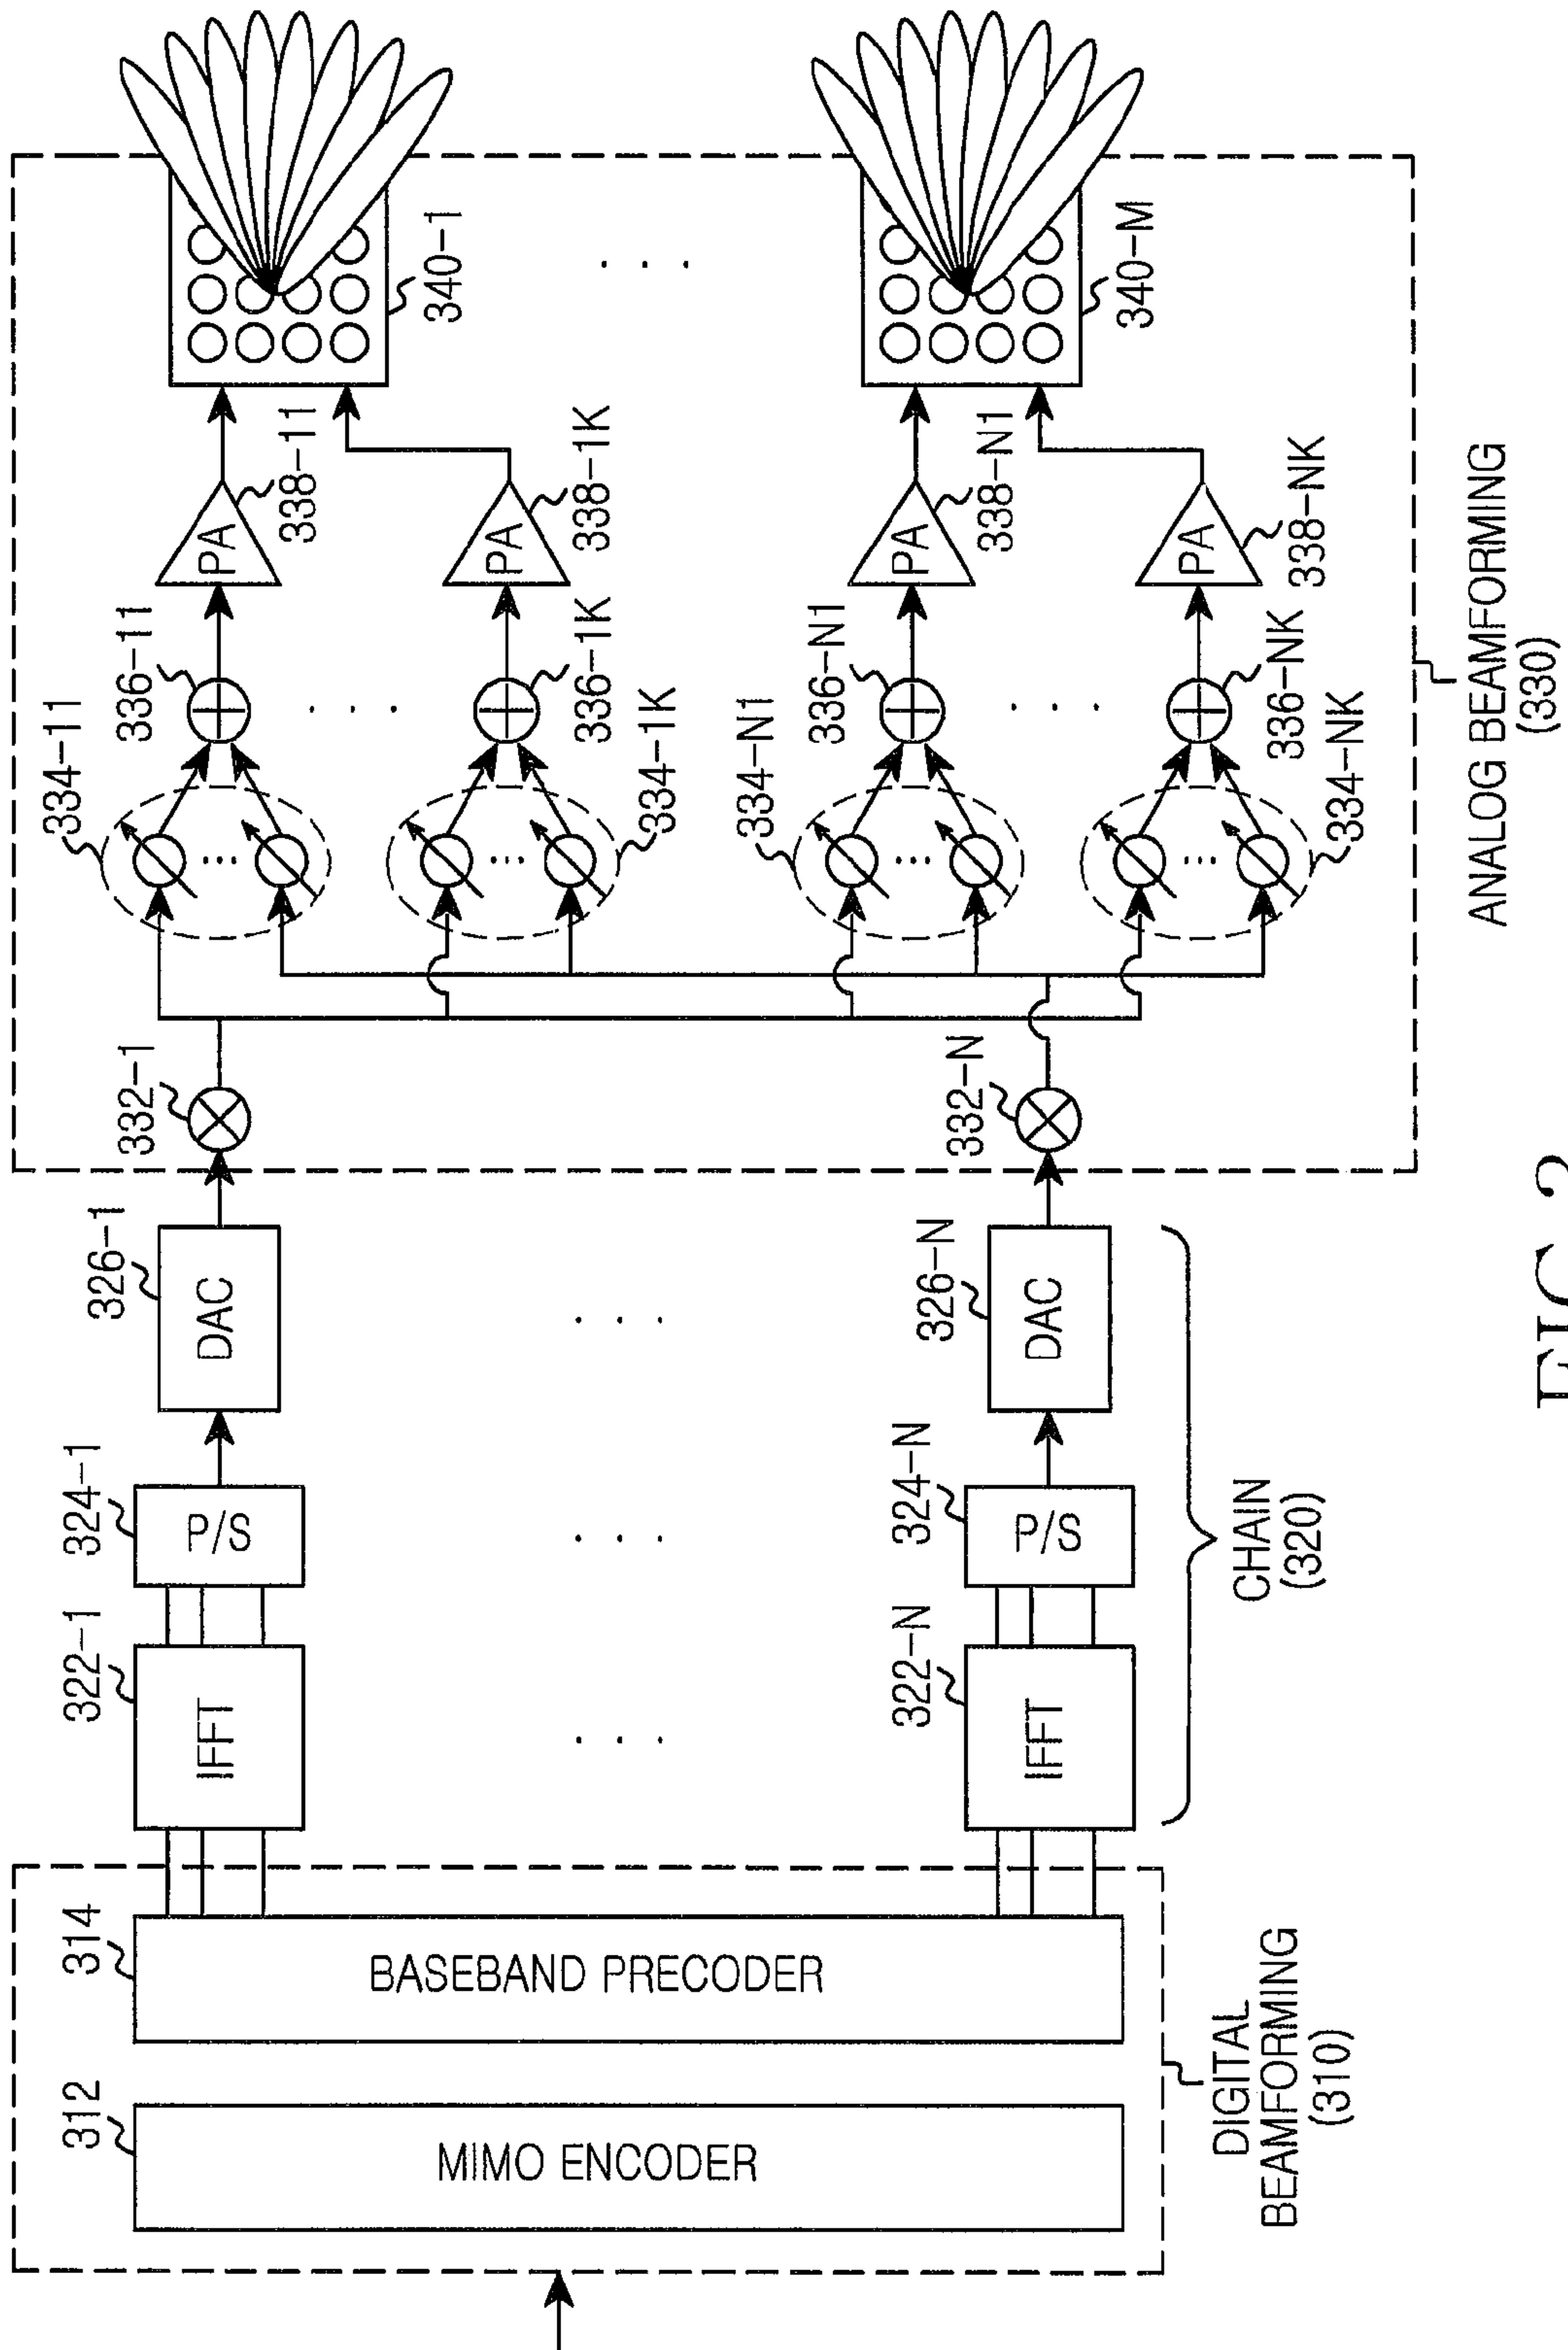 312
MIMO ENCODER
314
BASEBAND PRECODER
DIGITAL
BEAMFORMING
(310)
322-1
IFFT
324-1
P/S
326-1
DAC
322-N
IFFT
324-N
P/S
326-N
DAC
CHAIN
(320)
332-1
332-N
334-11
336-11
PA
338-11
334-1K
336-1K
PA
338-1K
340-1
334-N1
336-N1
PA
338-N1
334-NK
336-NK
PA
338-NK
340-M
ANALOG BEAMFORMING
(330)